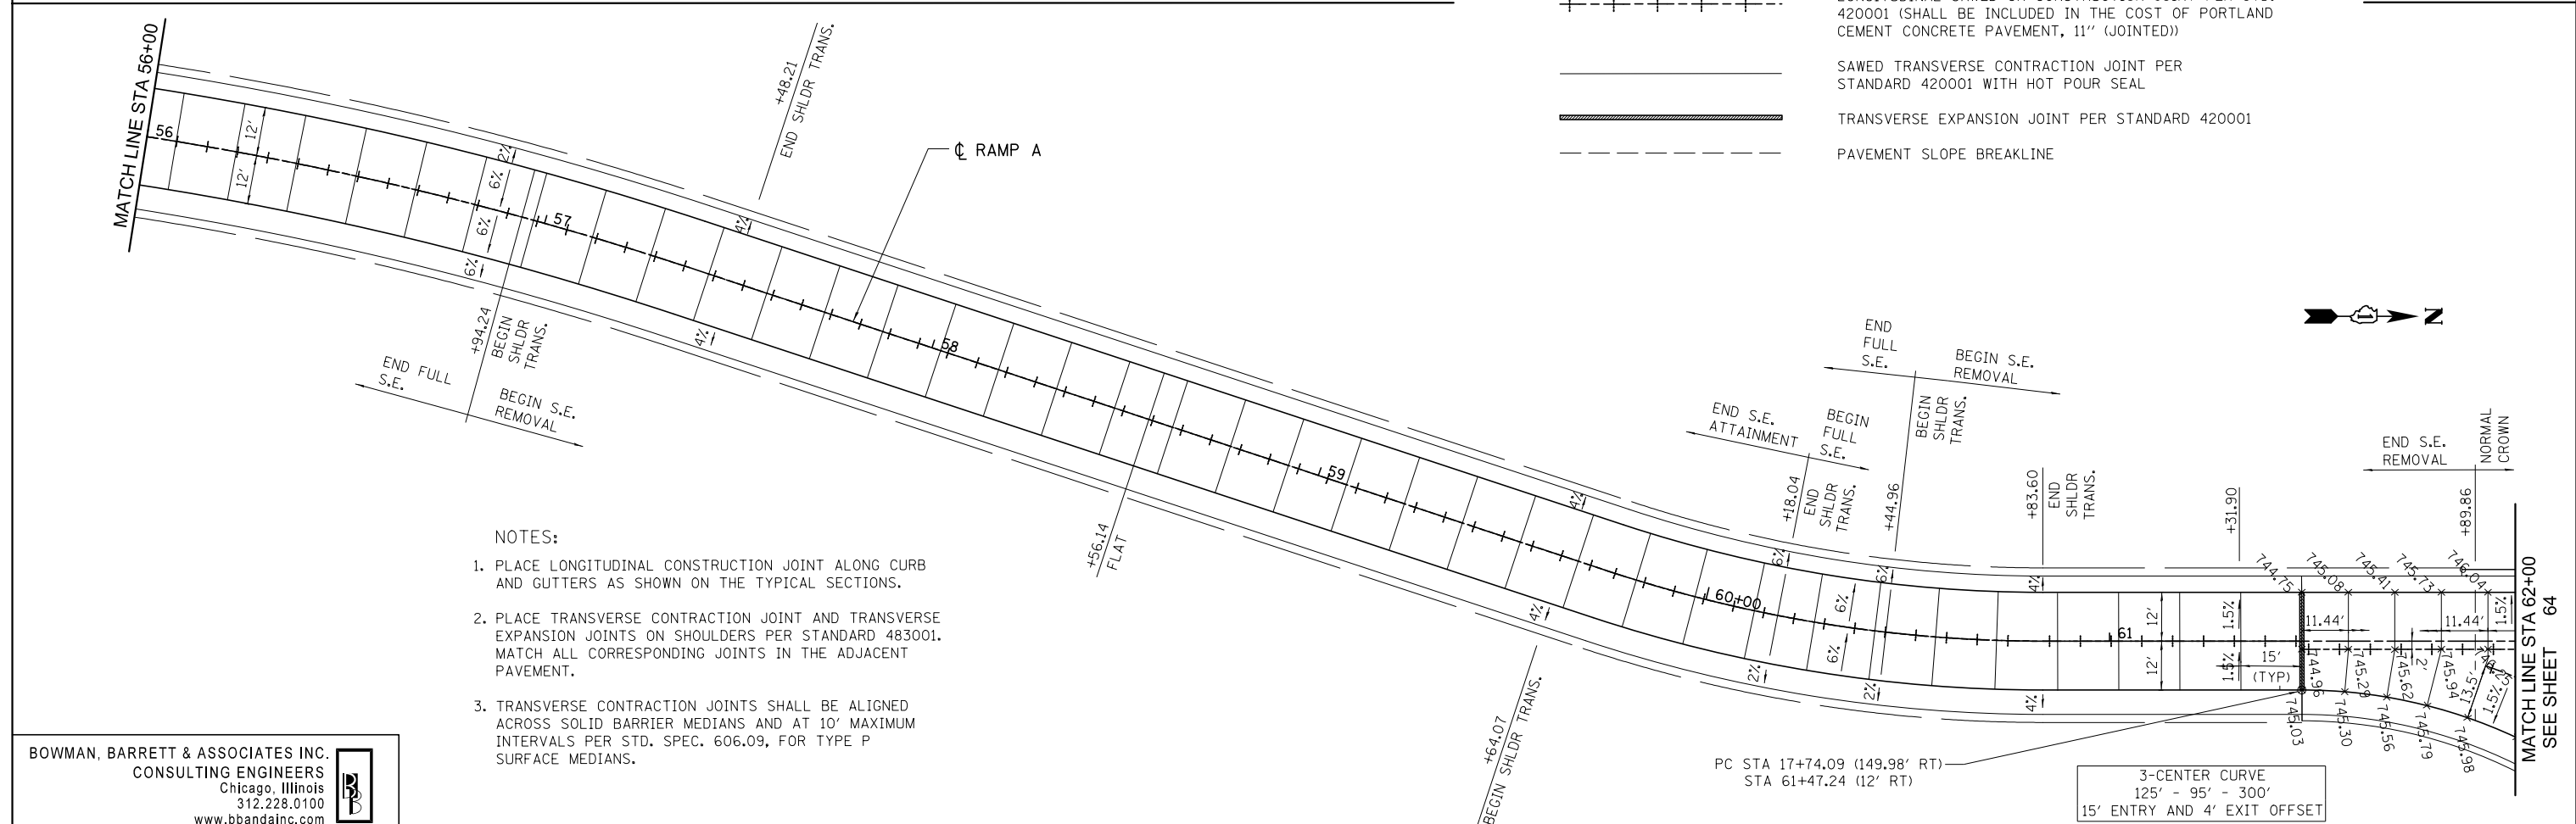 420001 (SHALL BE INCLUDED IN THE COST OF PORTLAND
CEMENT CONCRETE PAVEMENT, 11" (JOINTED))
SAWED TRANSVERSE CONTRACTION JOINT PER
STANDARD 420001 WITH HOT POUR SEAL
TRANSVERSE EXPANSION JOINT PER STANDARD 420001
PAVEMENT SLOPE BREAKLINE
MATCH LINE STA 56+00
56
12'
12'
2%
6%
6%
6%
+94.24
BEGIN
SHLDR
TRANS.
END FULL
S.E.
BEGIN S.E.
REMOVAL
57
+48.21
END SHLDR TRANS.
4%
4%
℄ RAMP A
58
+56.14
FLAT
59
4%
4%
+64.07
BEGIN SHLDR TRANS.
END S.E.
ATTAINMENT
BEGIN
FULL
S.E.
+18.04
END
SHLDR
TRANS.
END
FULL
S.E.
BEGIN S.E.
REMOVAL
+44.96
BEGIN
SHLDR
TRANS.
60+00
6%
6%
6%
6%
2%
2%
+83.60
END
SHLDR
TRANS.
4%
4%
61
12'
12'
+31.90
1.5%
1.5%
15'
(TYP)
N
END S.E.
REMOVAL
NORMAL
CROWN
+89.86
744.75
745.08
745.41
745.73
746.04
11.44'
11.44'
1.5%
744.96
745.29
745.62
2'
745.94
13.5'
1.5%
745.03
745.30
745.56
745.79
745.98
MATCH LINE STA 62+00
SEE SHEET 64
PC STA 17+74.09 (149.98' RT)
STA 61+47.24 (12' RT)
3-CENTER CURVE
125' - 95' - 300'
15' ENTRY AND 4' EXIT OFFSET
NOTES:
1. PLACE LONGITUDINAL CONSTRUCTION JOINT ALONG CURB
AND GUTTERS AS SHOWN ON THE TYPICAL SECTIONS.
2. PLACE TRANSVERSE CONTRACTION JOINT AND TRANSVERSE
EXPANSION JOINTS ON SHOULDERS PER STANDARD 483001.
MATCH ALL CORRESPONDING JOINTS IN THE ADJACENT
PAVEMENT.
3. TRANSVERSE CONTRACTION JOINTS SHALL BE ALIGNED
ACROSS SOLID BARRIER MEDIANS AND AT 10' MAXIMUM
INTERVALS PER STD. SPEC. 606.09, FOR TYPE P
SURFACE MEDIANS.
BOWMAN, BARRETT & ASSOCIATES INC.
CONSULTING ENGINEERS
Chicago, Illinois
312.228.0100
www.bbandainc.com